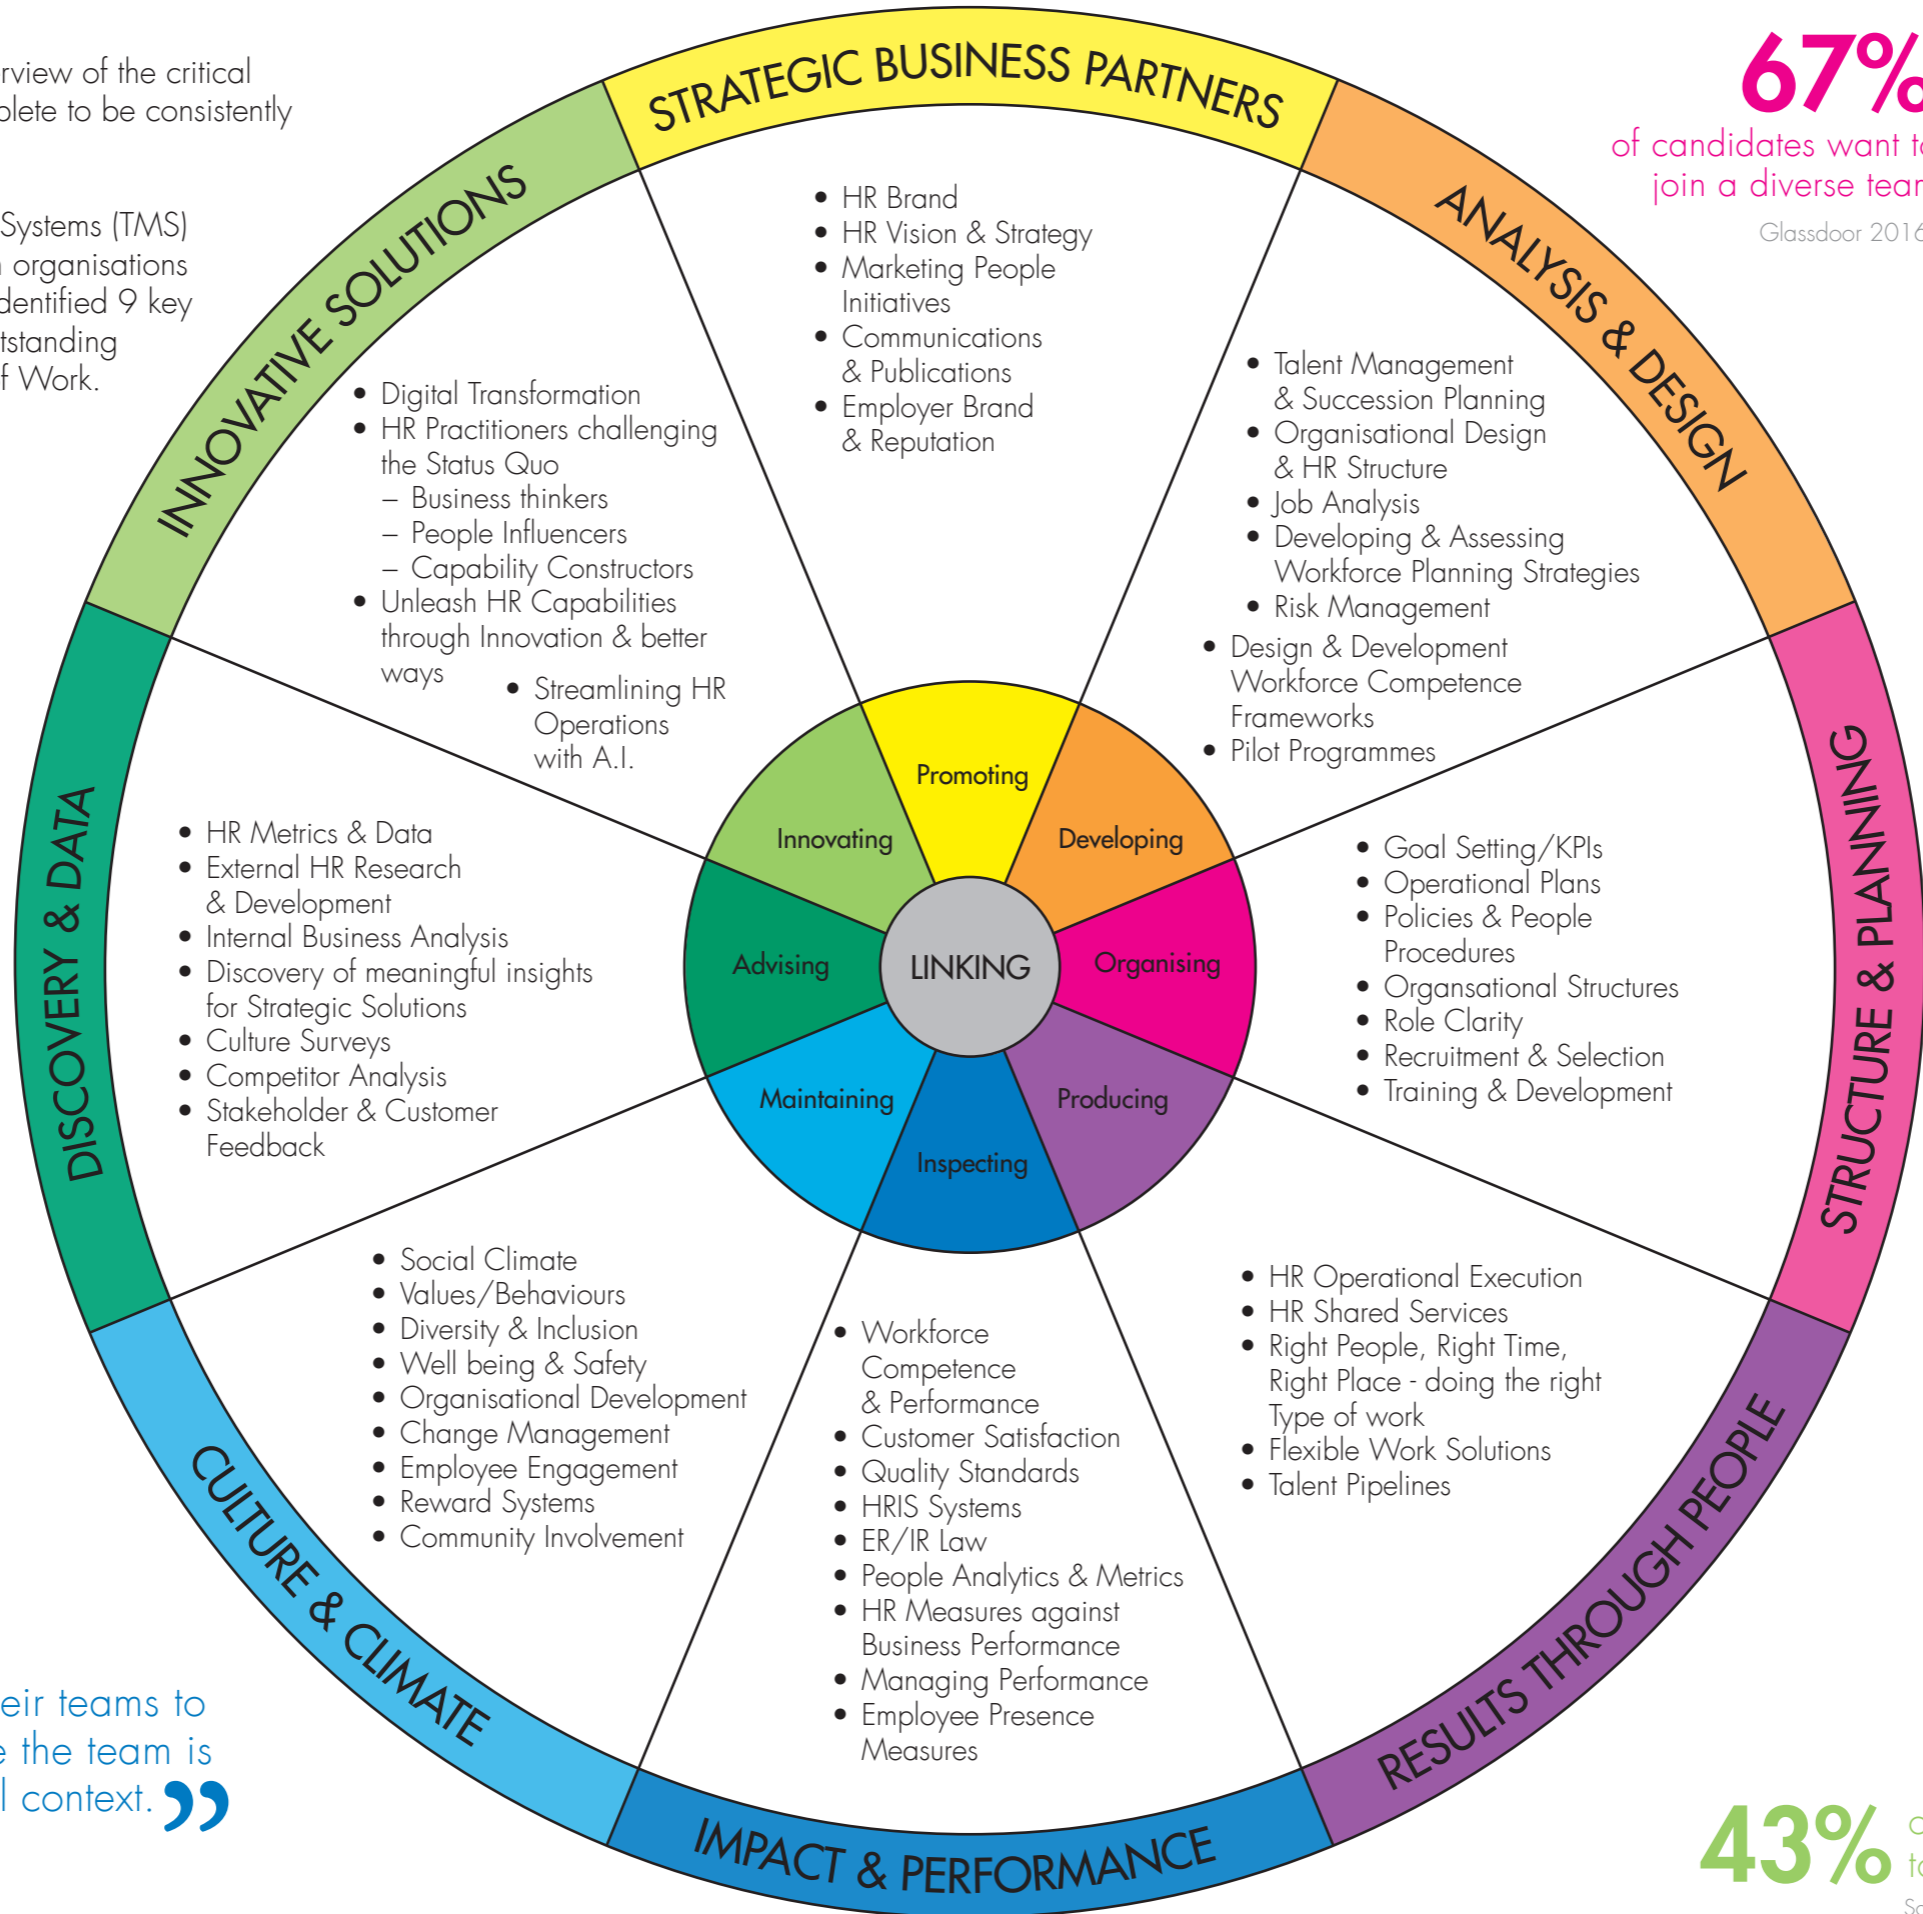 rview of the critical
plete to be consistently
Systems (TMS)
organisations
dentified 9 key
tstanding
f Work.
67%
of candidates want to
join a diverse tear
Glassdoor 2016
STRATEGIC BUSINESS PARTNERS
• HR Brand
• HR Vision & Strategy
• Marketing People
Initiatives
• Communications
& Publications
• Employer Brand
& Reputation
ANALYSIS & DESIGN
• Talent Management
& Succession Planning
• Organisational Design
& HR Structure
• Job Analysis
• Developing & Assessing
Workforce Planning Strategies
• Risk Management
• Design & Development
Workforce Competence
Frameworks
• Pilot Programmes
STRUCTURE & PLANNING
• Goal Setting/KPIs
• Operational Plans
• Policies & People
Procedures
• Organsational Structures
• Role Clarity
• Recruitment & Selection
• Training & Development
RESULTS THROUGH PEOPLE
• HR Operational Execution
• HR Shared Services
• Right People, Right Time,
Right Place - doing the right
Type of work
• Flexible Work Solutions
• Talent Pipelines
IMPACT & PERFORMANCE
• Workforce
Competence
& Performance
• Customer Satisfaction
• Quality Standards
• HRIS Systems
• ER/IR Law
• People Analytics & Metrics
• HR Measures against
Business Performance
• Managing Performance
• Employee Presence
Measures
CULTURE & CLIMATE
• Social Climate
• Values/Behaviours
• Diversity & Inclusion
• Well being & Safety
• Organisational Development
• Change Management
• Employee Engagement
• Reward Systems
• Community Involvement
DISCOVERY & DATA
• HR Metrics & Data
• External HR Research
& Development
• Internal Business Analysis
• Discovery of meaningful insights
for Strategic Solutions
• Culture Surveys
• Competitor Analysis
• Stakeholder & Customer
Feedback
INNOVATIVE SOLUTIONS
• Digital Transformation
• HR Practitioners challenging
the Status Quo
– Business thinkers
– People Influencers
– Capability Constructors
• Unleash HR Capabilities
through Innovation & better
ways
• Streamlining HR
Operations
with A.I.
Promoting
Developing
Organising
Producing
Inspecting
Maintaining
Advising
Innovating
LINKING
eir teams to
e the team is
l context.”
43%